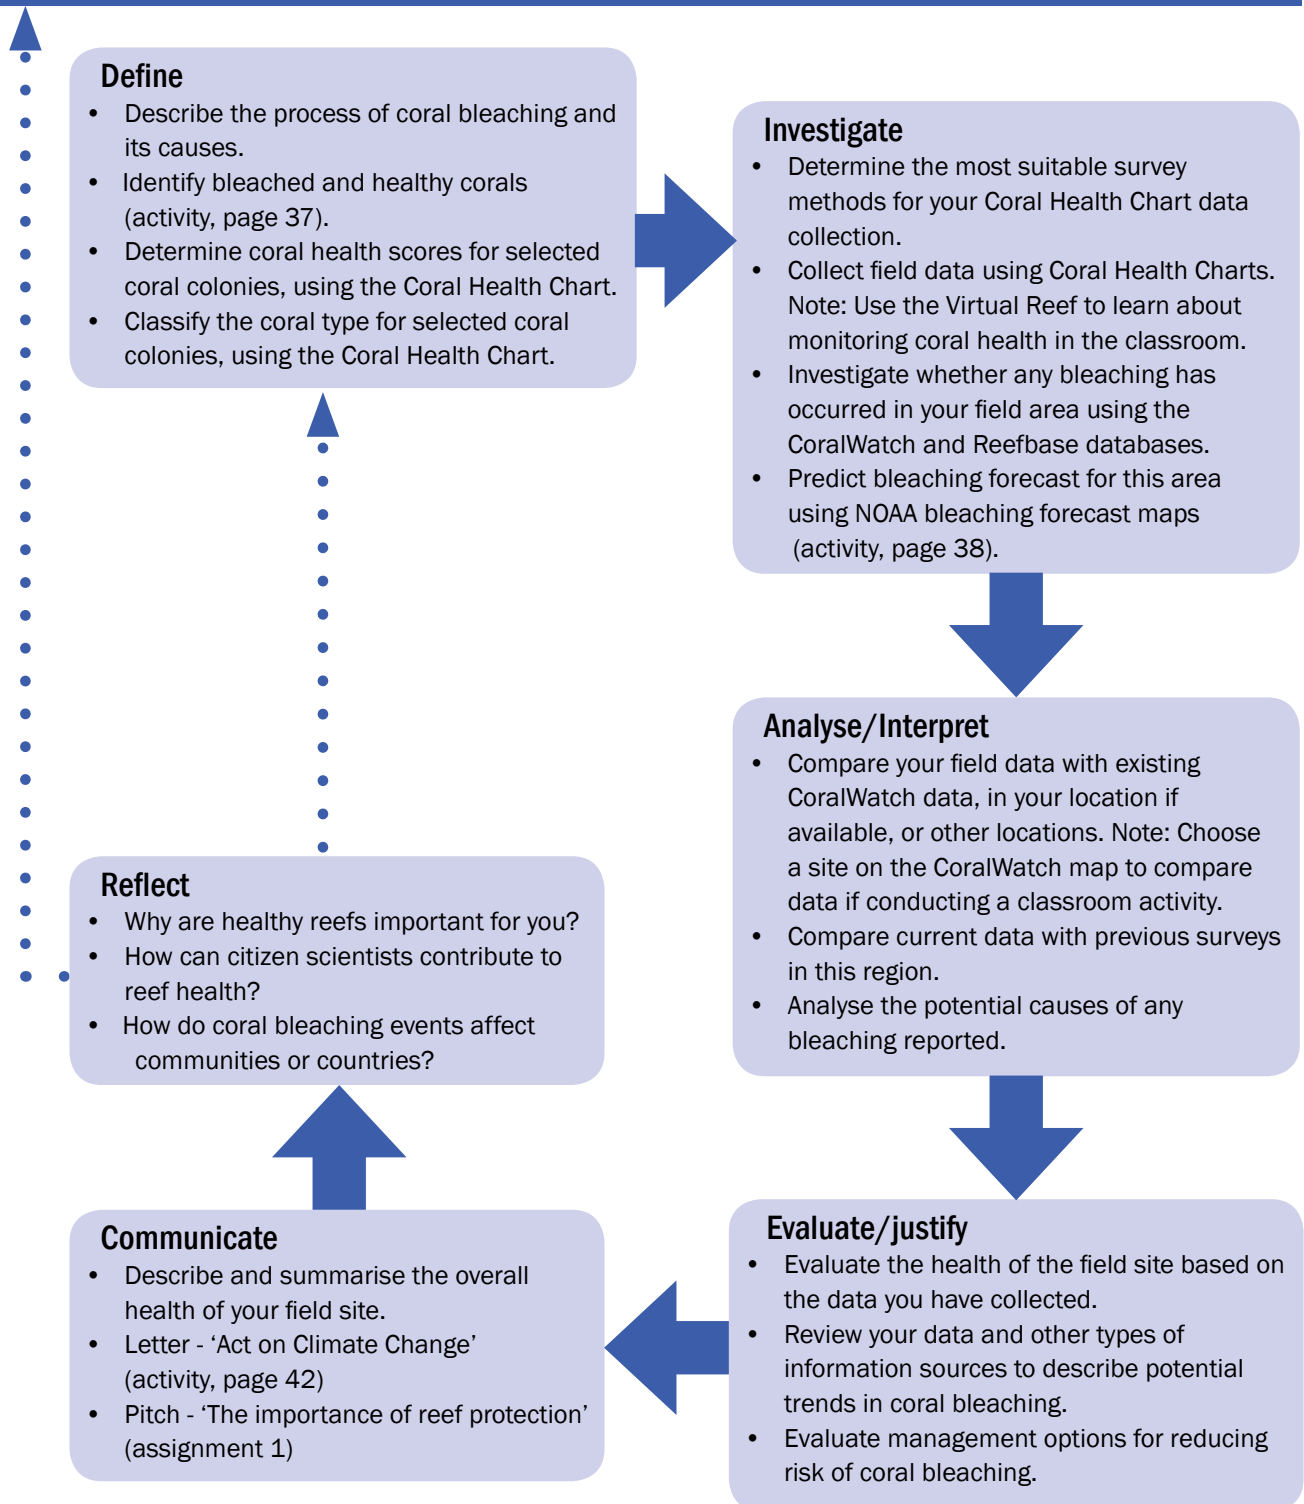 Define
• Describe the process of coral bleaching and
its causes.
• Identify bleached and healthy corals
(activity, page 37).
• Determine coral health scores for selected
coral colonies, using the Coral Health Chart.
• Classify the coral type for selected coral
colonies, using the Coral Health Chart.
Investigate
• Determine the most suitable survey
methods for your Coral Health Chart data
collection.
• Collect field data using Coral Health Charts.
Note: Use the Virtual Reef to learn about
monitoring coral health in the classroom.
• Investigate whether any bleaching has
occurred in your field area using the
CoralWatch and Reefbase databases.
• Predict bleaching forecast for this area
using NOAA bleaching forecast maps
(activity, page 38).
Analyse/Interpret
• Compare your field data with existing
CoralWatch data, in your location if
available, or other locations. Note: Choose
a site on the CoralWatch map to compare
data if conducting a classroom activity.
• Compare current data with previous surveys
in this region.
• Analyse the potential causes of any
bleaching reported.
Evaluate/justify
• Evaluate the health of the field site based on
the data you have collected.
• Review your data and other types of
information sources to describe potential
trends in coral bleaching.
• Evaluate management options for reducing
risk of coral bleaching.
Communicate
• Describe and summarise the overall
health of your field site.
• Letter - ‘Act on Climate Change’
(activity, page 42)
• Pitch - ‘The importance of reef protection’
(assignment 1)
Reflect
• Why are healthy reefs important for you?
• How can citizen scientists contribute to
reef health?
• How do coral bleaching events affect
communities or countries?